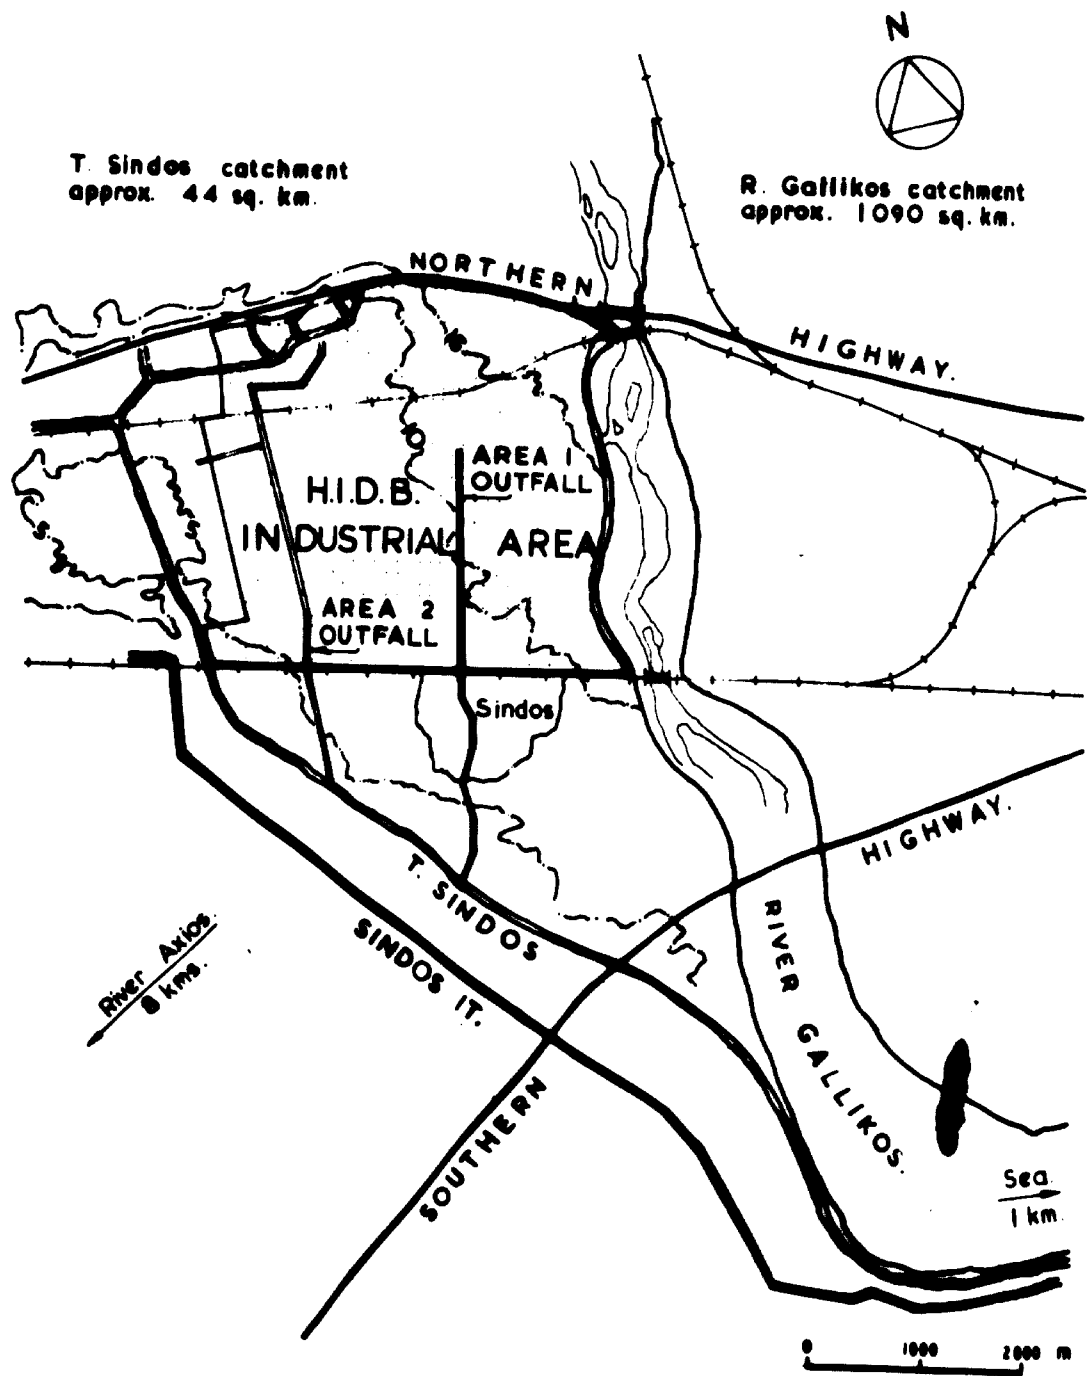 N
T. Sindos catchment
approx. 44 sq. km.
R. Gallikos catchment
approx. 1090 sq. km.
NORTHERN HIGHWAY.
AREA 1
OUTFALL
H.I.D.B.
INDUSTRIAL AREA
AREA 2
OUTFALL
Sindos
SOUTHERN HIGHWAY.
T. SINDOS
SINDOS IT.
River Axios.
8 kms.
RIVER GALLIKOS.
Sea
1 km
0 1000 2000 m